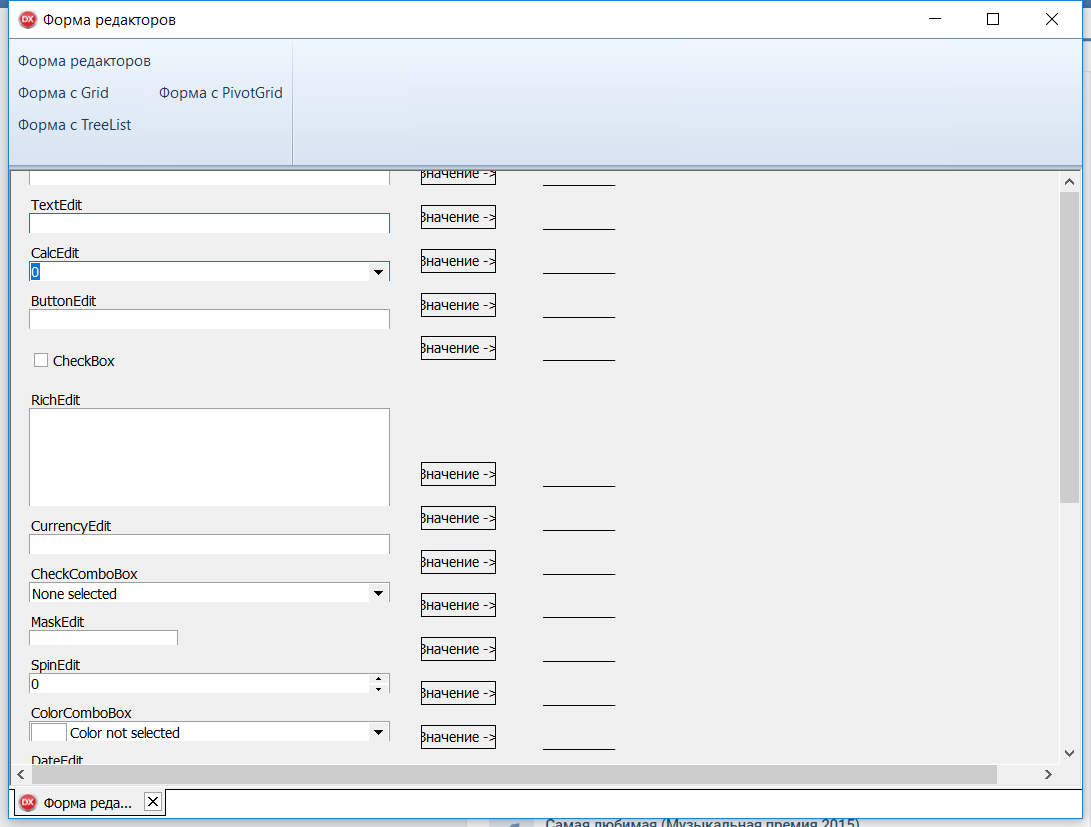 DX Форма редакторов
Форма редакторов
Форма с Grid Форма с PivotGrid
Форма с TreeList
Значение ->
TextEdit
Значение ->
CalcEdit
0
Значение ->
ButtonEdit
Значение ->
CheckBox
Значение ->
RichEdit
Значение ->
CurrencyEdit
Значение ->
CheckComboBox
None selected
Значение ->
MaskEdit
Значение ->
SpinEdit
0
Значение ->
ColorComboBox
Color not selected
Значение ->
DateEdit
Значение ->
DX Форма реда...
Самая любимая (Музыкальная премия 2015)